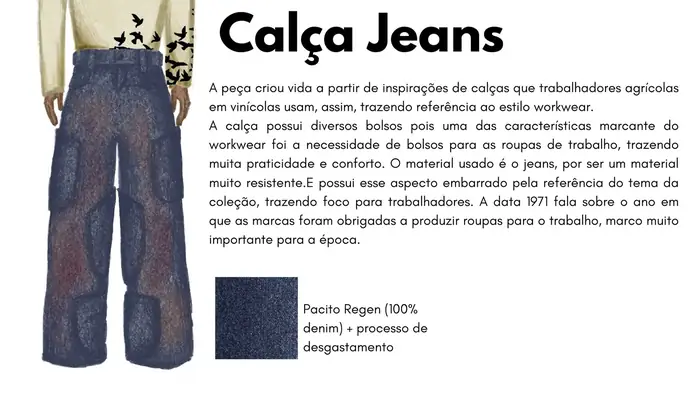 Calça Jeans
A peça criou vida a partir de inspirações de calças que trabalhadores agrícolas
em vinícolas usam, assim, trazendo referência ao estilo workwear.
A calça possui diversos bolsos pois uma das características marcante do
workwear foi a necessidade de bolsos para as roupas de trabalho, trazendo
muita praticidade e conforto. O material usado é o jeans, por ser um material
muito resistente.E possui esse aspecto embarrado pela referência do tema da
coleção, trazendo foco para trabalhadores. A data 1971 fala sobre o ano em
que as marcas foram obrigadas a produzir roupas para o trabalho, marco muito
importante para a época.
Pacito Regen (100%
denim) + processo de
desgastamento